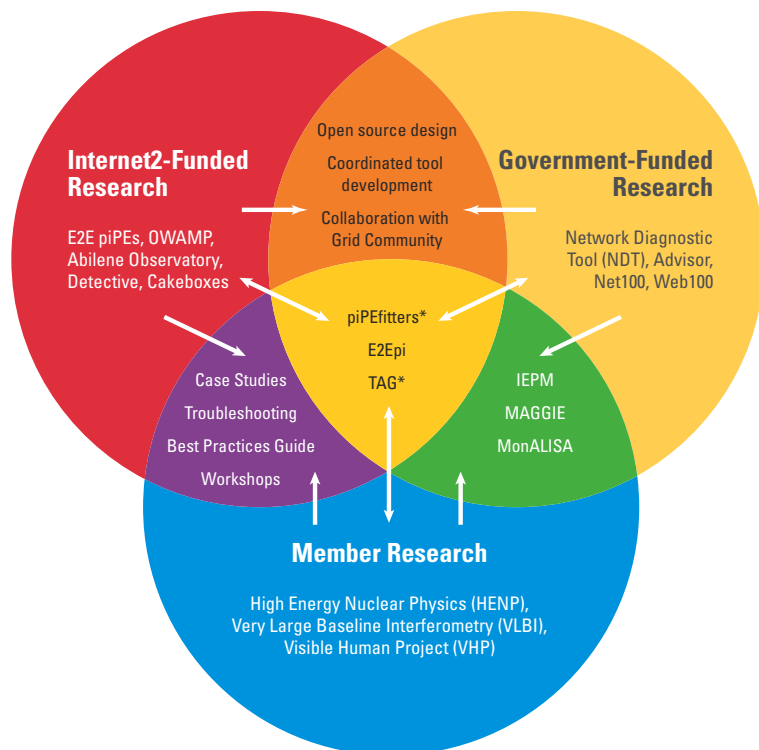 Open source design
Coordinated tool
development
Collaboration with
Grid Community
Internet2-Funded
Research
E2E piPEs, OWAMP,
Abilene Observatory,
Detective, Cakeboxes
Government-Funded
Research
Network Diagnostic
Tool (NDT), Advisor,
Net100, Web100
piPEfitters*
E2Epi
TAG*
Case Studies
Troubleshooting
Best Practices Guide
Workshops
IEPM
MAGGIE
MonALISA
Member Research
High Energy Nuclear Physics (HENP),
Very Large Baseline Interferometry (VLBI),
Visible Human Project (VHP)